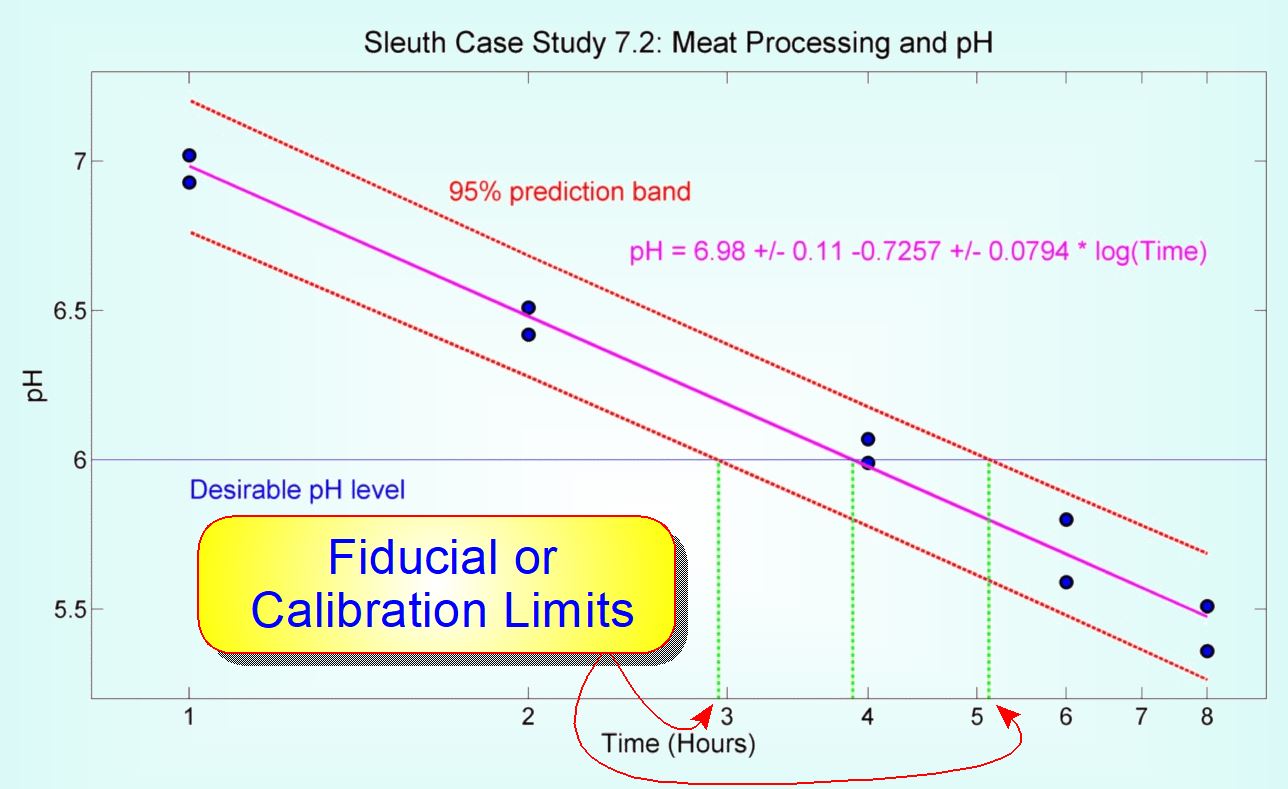 Sleuth Case Study 7.2: Meat Processing and pH
7
95% prediction band
pH = 6.98 +/- 0.11 -0.7257 +/- 0.0794 * log(Time)
6.5
pH
6
Desirable pH level
Fiducial or
Calibration Limits
5.5
1 2 3 4 5 6 7 8
Time (Hours)